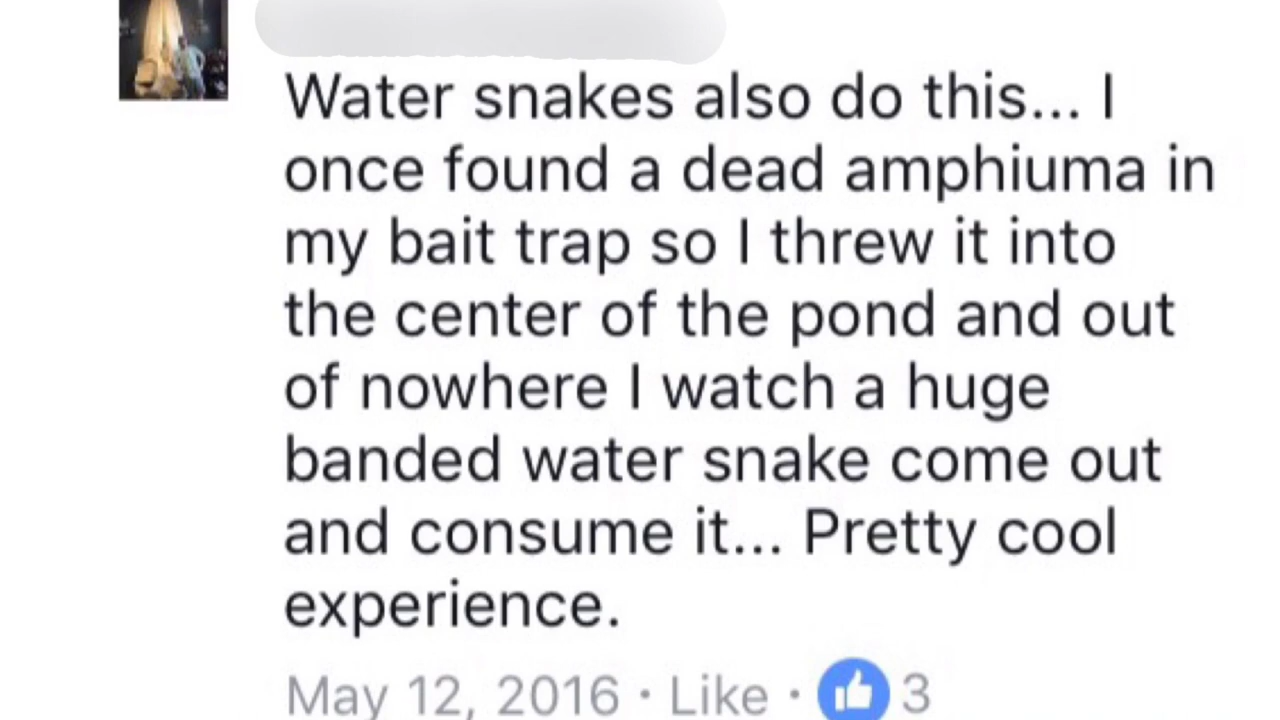 Water snakes also do this... I
once found a dead amphiuma in
my bait trap so I threw it into
the center of the pond and out
of nowhere I watch a huge
banded water snake come out
and consume it... Pretty cool
experience.
May 12, 2016 · Like · 3